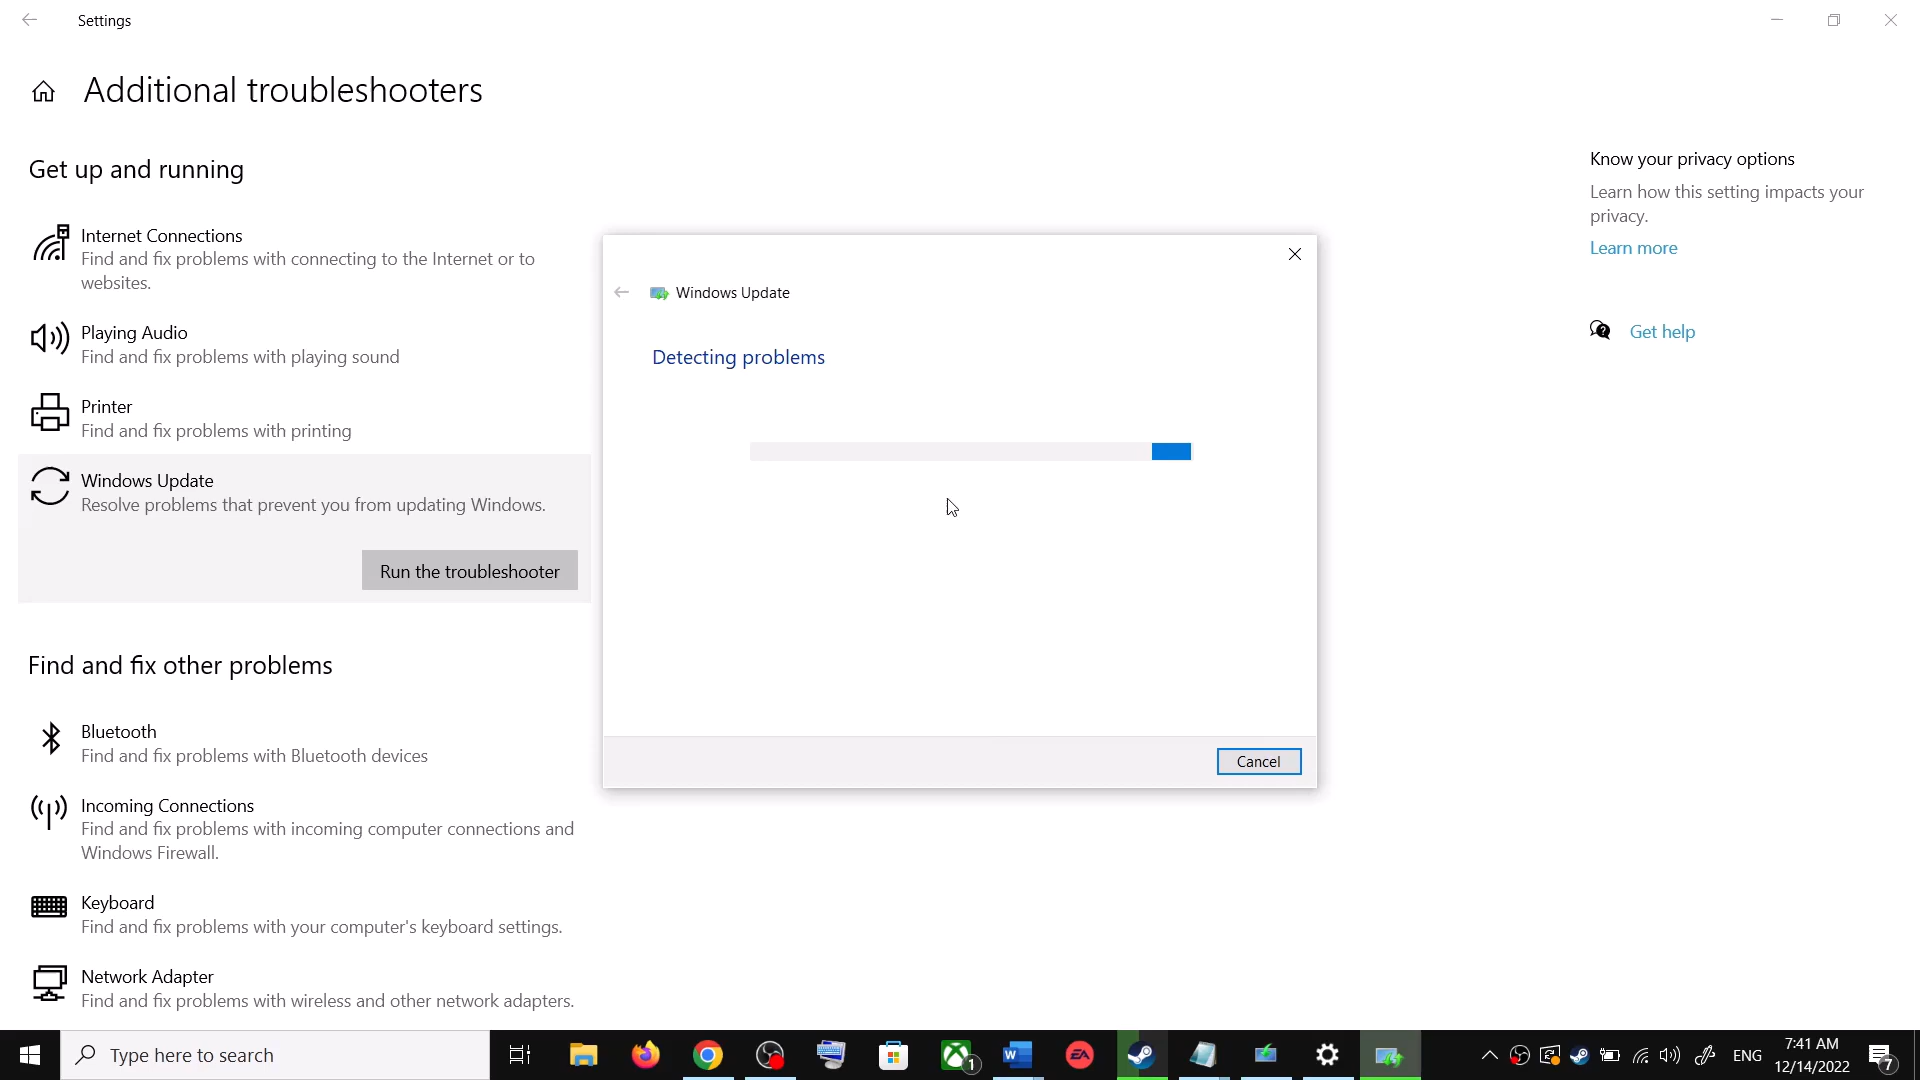 Settings
Additional troubleshooters
Get up and running
Internet Connections
Find and fix problems with connecting to the Internet or to
websites.
Playing Audio
Find and fix problems with playing sound
Printer
Find and fix problems with printing
Windows Update
Resolve problems that prevent you from updating Windows.
Run the troubleshooter
Find and fix other problems
Bluetooth
Find and fix problems with Bluetooth devices
Incoming Connections
Find and fix problems with incoming computer connections and
Windows Firewall.
Keyboard
Find and fix problems with your computer's keyboard settings.
Network Adapter
Find and fix problems with wireless and other network adapters.
Windows Update
Detecting problems
Cancel
Know your privacy options
Learn how this setting impacts your
privacy.
Learn more
Get help
Type here to search
1
W
EA
ENG
7:41 AM
12/14/2022
7